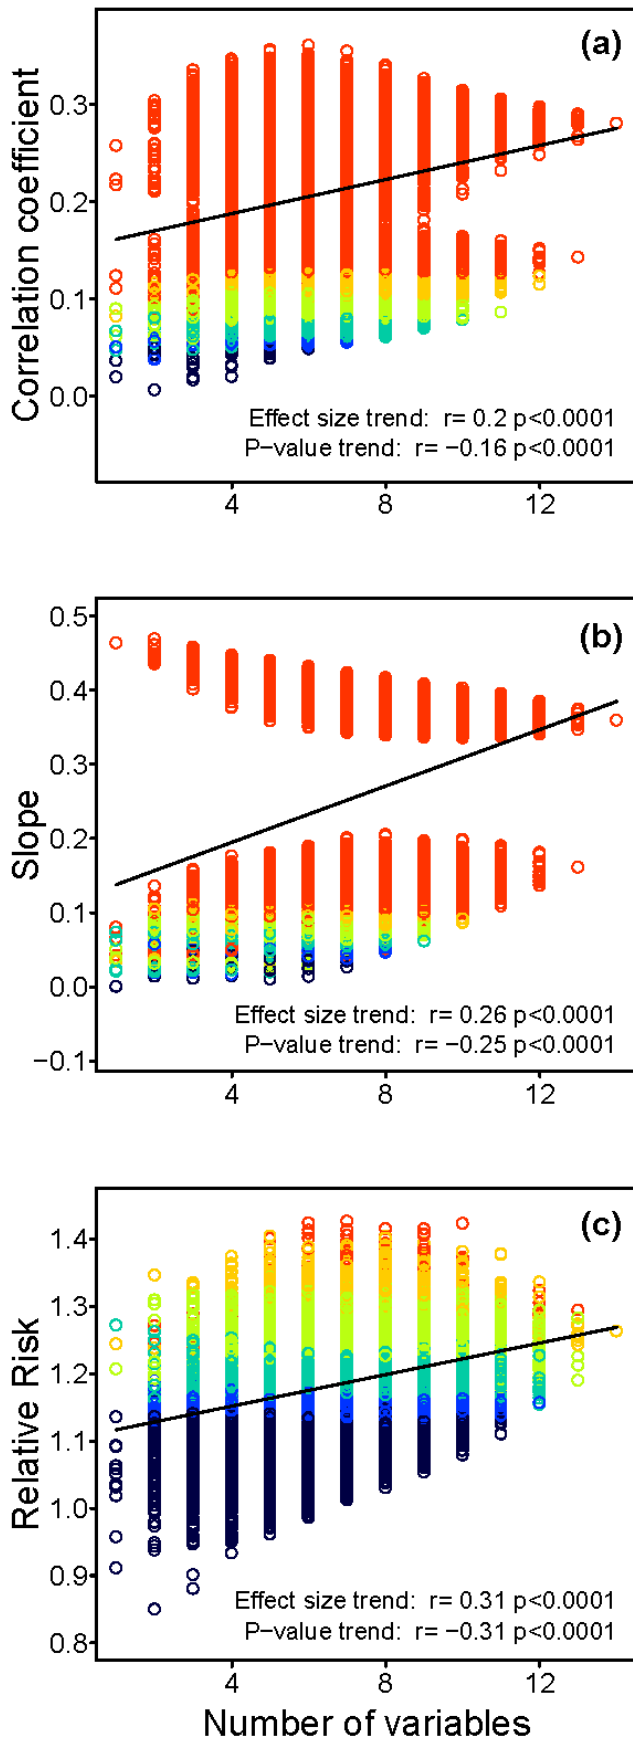 (a)
Correlation coefficient
0.3
0.2
0.1
0.0
Effect size trend: r= 0.2 p<0.0001
P−value trend: r= −0.16 p<0.0001
4 8 12
(b)
Slope
0.5
0.4
0.3
0.2
0.1
0.0
−0.1
Effect size trend: r= 0.26 p<0.0001
P−value trend: r= −0.25 p<0.0001
4 8 12
(c)
Relative Risk
1.4
1.3
1.2
1.1
1.0
0.9
0.8
Effect size trend: r= 0.31 p<0.0001
P−value trend: r= −0.31 p<0.0001
4 8 12
Number of variables